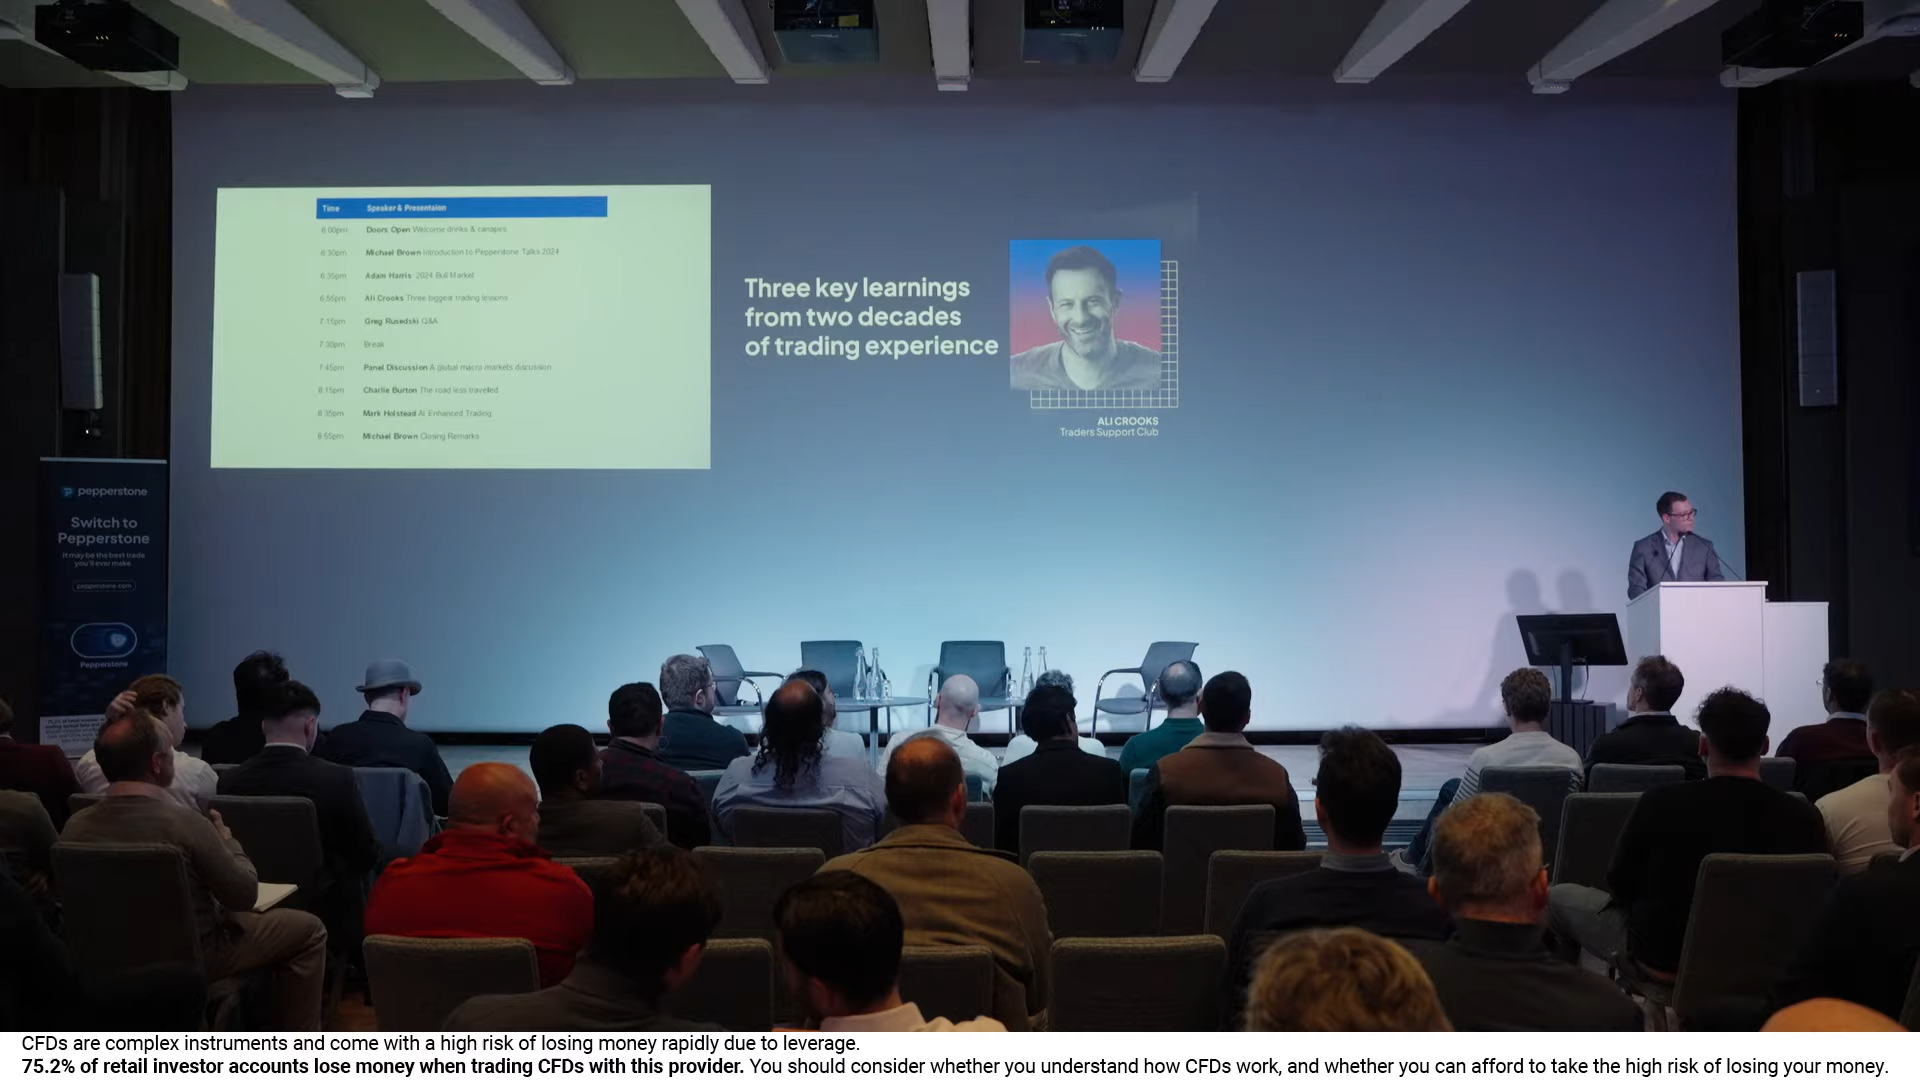 Time Speaker & Presentaion
6:00pm Doors Open Welcome drinks & canapes
6:30pm Michael Brown Introduction to Pepperstone Talks 2024
6:35pm Adam Harris 2024 Bull Market
6:55pm Ali Crooks Three biggest trading lessons
7:15pm Greg Rusedski Q&A
7:30pm Break
7:45pm Panel Discussion A global macro markets discussion
8:15pm Charlie Burton The road less travelled
8:35pm Mark Holstead AI Enhanced Trading
8:55pm Michael Brown Closing Remarks
Three key learnings
from two decades
of trading experience
ALI CROOKS
Traders Support Club
pepperstone
Switch to
Pepperstone
It may be the best trade
you'll ever make
pepperstone.com
Pepperstone
CFDs are complex instruments and come with a high risk of losing money rapidly due to leverage.
75.2% of retail investor accounts lose money when trading CFDs with this provider. You should consider whether you understand how CFDs work, and whether you can afford to take the high risk of losing your money.